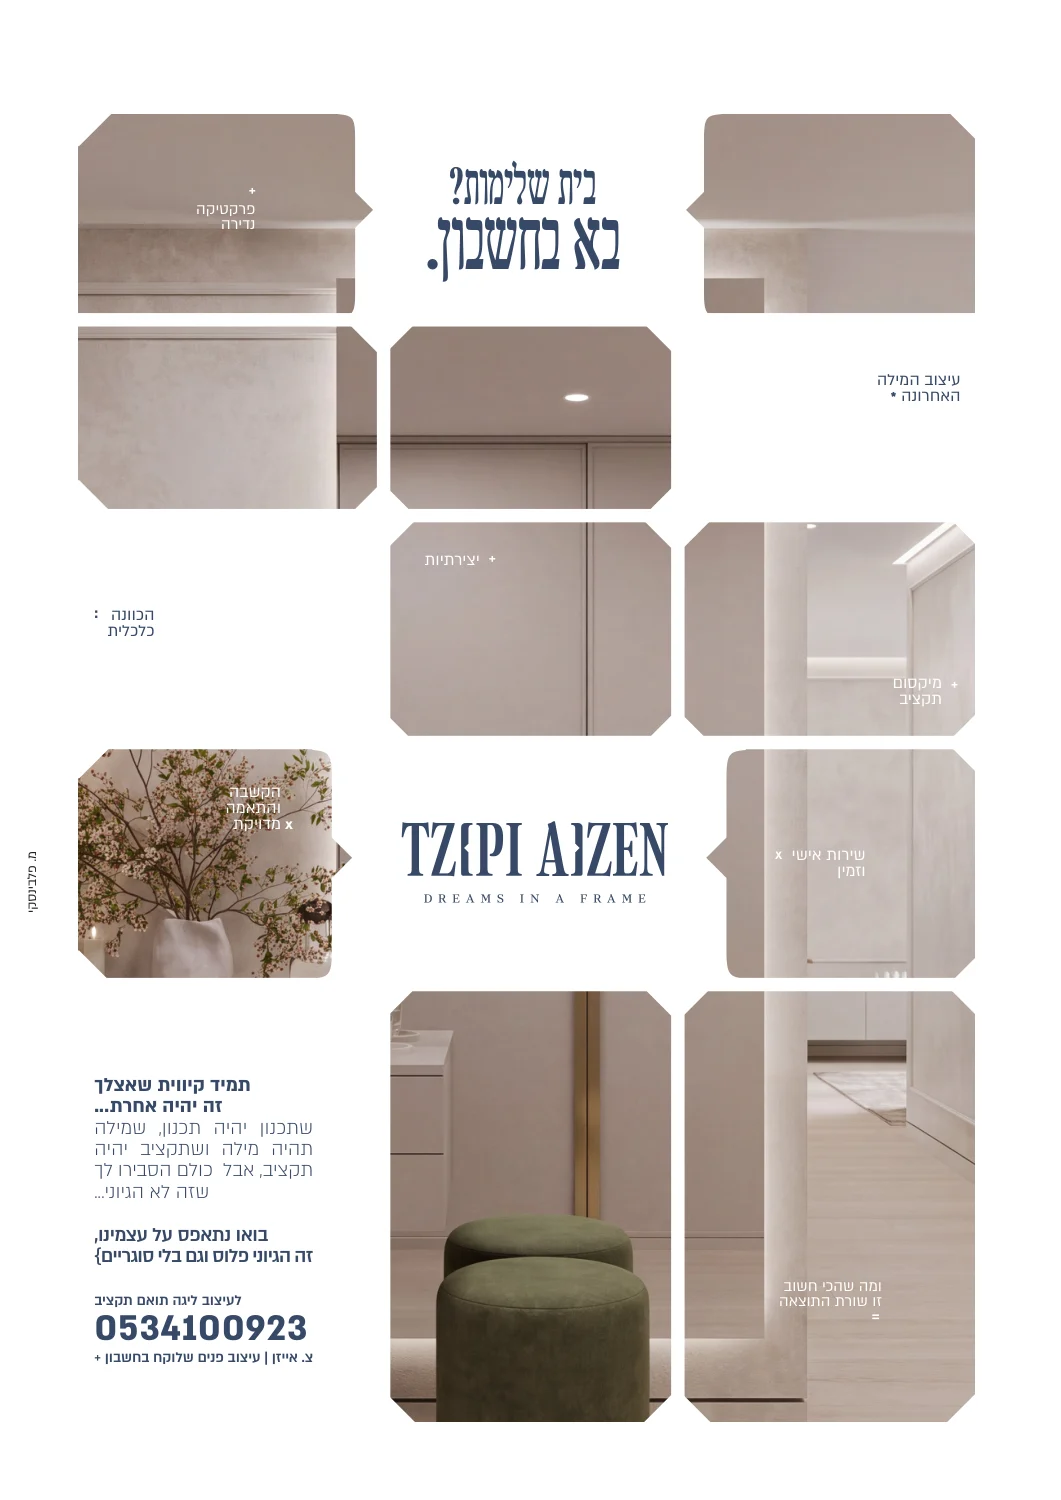 בית שלימות?
בא בחשבון.
+
פרקטיקה
נדירה
עיצוב המילה
האחרונה *
+ יצירתיות
הכוונה :
כלכלית
+ מיקסום
תקציב
הקשבה
והתאמה
x מדויקת
TZIPI AIZEN
DREAMS IN A FRAME
שירות אישי x
וזמין
מ. פלבינסקי
תמיד קיווית שאצלך
זה יהיה אחרת...
שתכנון יהיה תכנון, שמילה
תהיה מילה ושתקציב יהיה
תקציב, אבל כולם הסבירו לך
שזה לא הגיוני...
בואו נתאפס על עצמינו,
זה הגיוני פלוס וגם בלי סוגריים}
לעיצוב ליגה תואם תקציב
0534100923
צ. אייזן | עיצוב פנים שלוקח בחשבון +
ומה שהכי חשוב
זו שורת התוצאה
=